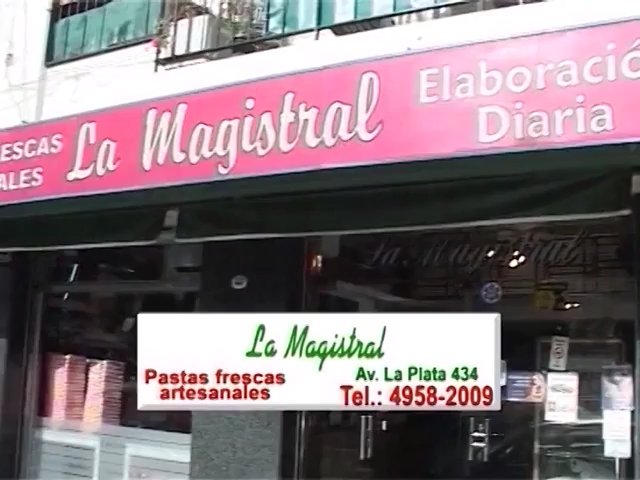 ESCAS
ALES
La Magistral
Elaboració
Diaria
La Magistral
La Magistral
Pastas frescas
artesanales
Av. La Plata 434
Tel.: 4958-2009